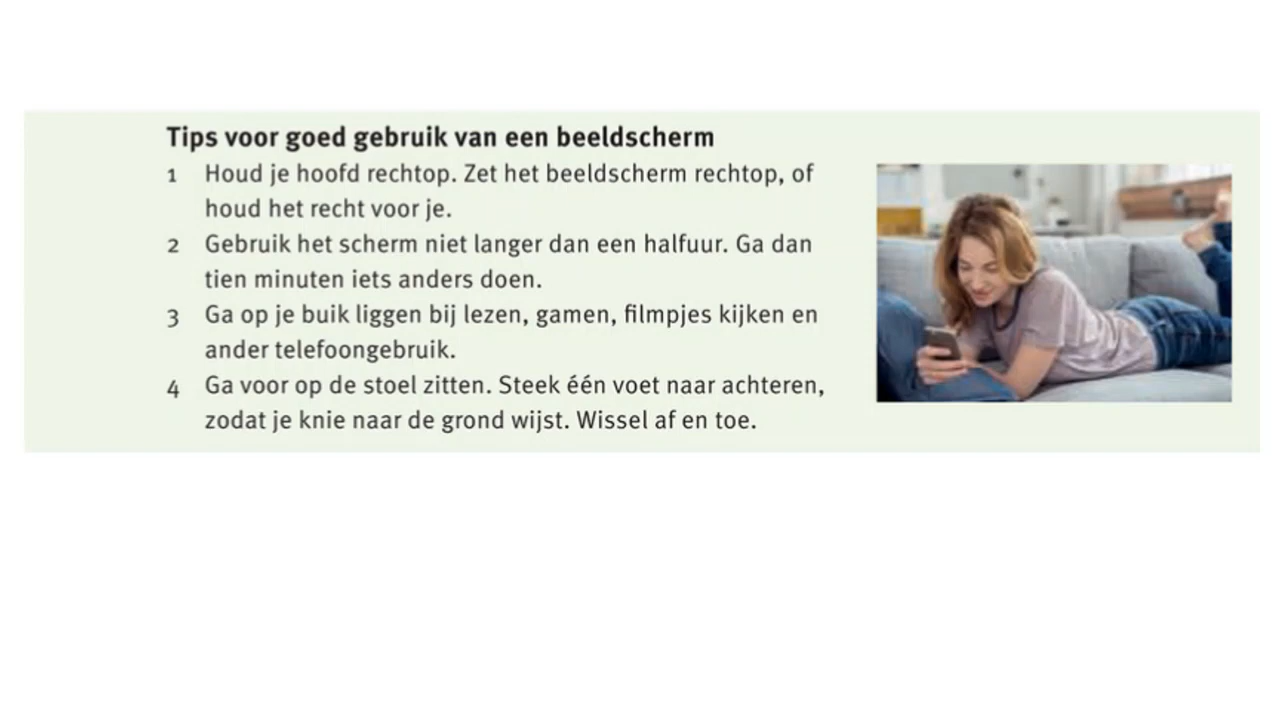 Tips voor goed gebruik van een beeldscherm
1 Houd je hoofd rechtop. Zet het beeldscherm rechtop, of
houd het recht voor je.
2 Gebruik het scherm niet langer dan een halfuur. Ga dan
tien minuten iets anders doen.
3 Ga op je buik liggen bij lezen, gamen, filmpjes kijken en
ander telefoongebruik.
4 Ga voor op de stoel zitten. Steek één voet naar achteren,
zodat je knie naar de grond wijst. Wissel af en toe.